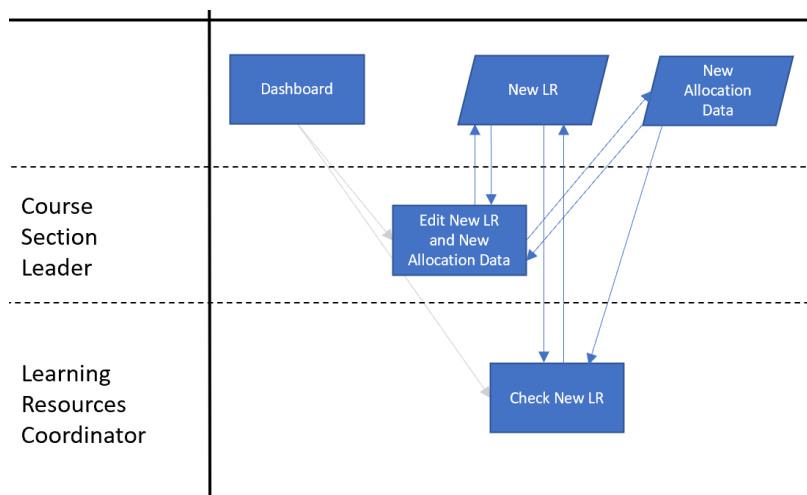 Dashboard
New LR
New
Allocation
Data
Course
Section
Leader
Edit New LR
and New
Allocation Data
Learning
Resources
Coordinator
Check New LR